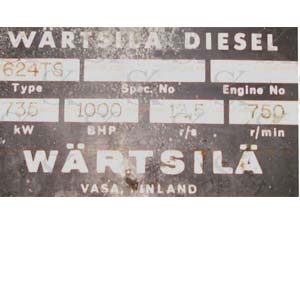 WÄRTSILÄ DIESEL
624TS
Type Spec. No Engine No
735 1000 12,5 750
kW BHP r/s r/min
WÄRTSILÄ
VASA, FINLAND